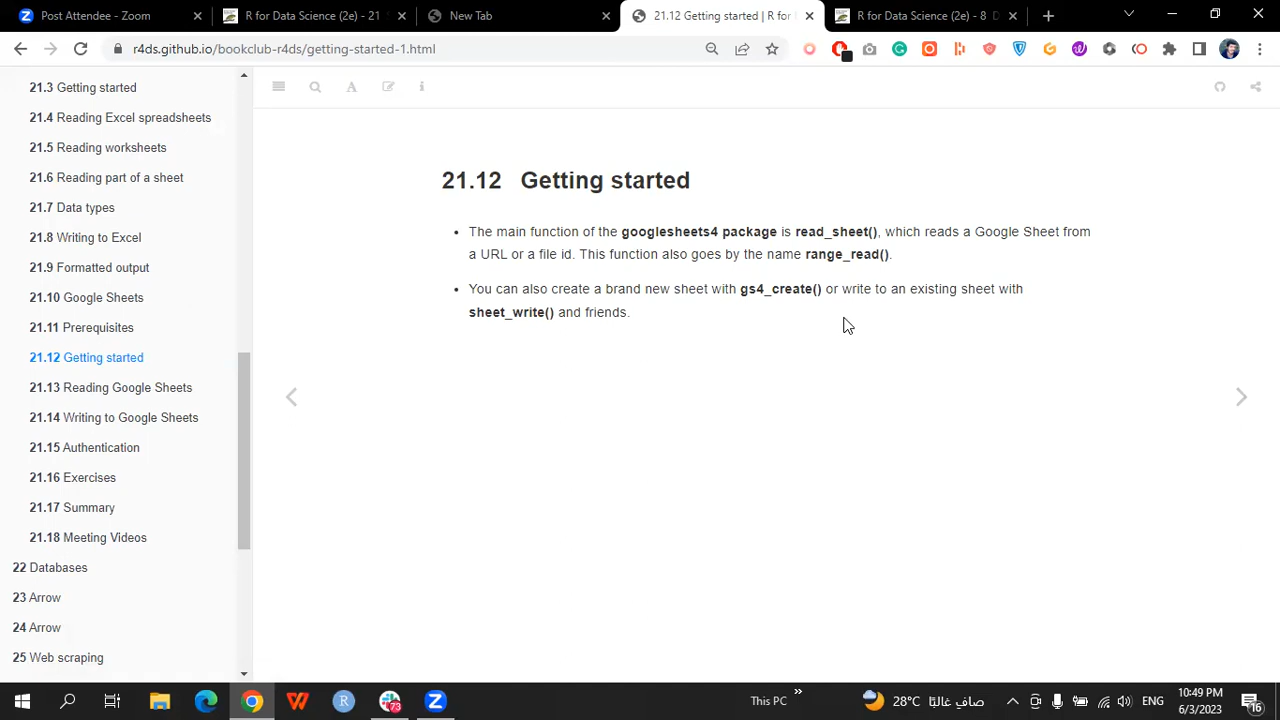 Post Attendee - Zoom
R for Data Science (2e) - 21
New Tab
21.12 Getting started | R for
R for Data Science (2e) - 8
r4ds.github.io/bookclub-r4ds/getting-started-1.html
21.3 Getting started
21.4 Reading Excel spreadsheets
21.5 Reading worksheets
21.6 Reading part of a sheet
21.7 Data types
21.8 Writing to Excel
21.9 Formatted output
21.10 Google Sheets
21.11 Prerequisites
21.12 Getting started
21.13 Reading Google Sheets
21.14 Writing to Google Sheets
21.15 Authentication
21.16 Exercises
21.17 Summary
21.18 Meeting Videos
22 Databases
23 Arrow
24 Arrow
25 Web scraping
21.12 Getting started
The main function of the googlesheets4 package is read_sheet(), which reads a Google Sheet from
a URL or a file id. This function also goes by the name range_read().
You can also create a brand new sheet with gs4_create() or write to an existing sheet with
sheet_write() and friends.
73
This PC
28°C صافٍ غالبًا
ENG
10:49 PM
6/3/2023
16